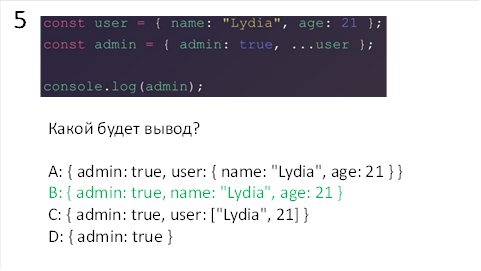 5
const user = { name: "Lydia", age: 21 };
const admin = { admin: true, ...user };
console.log(admin);
Какой будет вывод?
A: { admin: true, user: { name: "Lydia", age: 21 } }
B: { admin: true, name: "Lydia", age: 21 }
C: { admin: true, user: ["Lydia", 21] }
D: { admin: true }